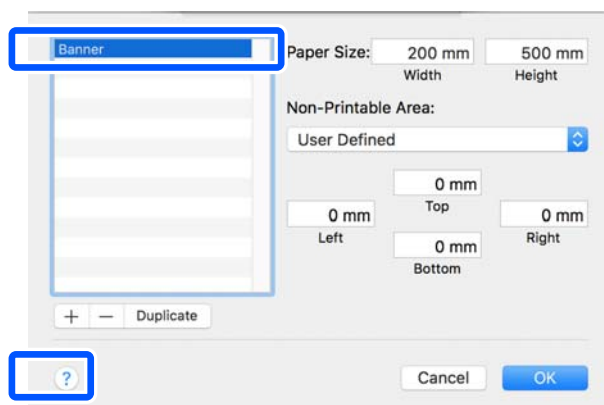 Banner
Paper Size: 200 mm 500 mm
Width Height
Non-Printable Area:
User Defined
0 mm
Top
0 mm 0 mm
Left Right
0 mm
Bottom
+ − Duplicate
? Cancel OK